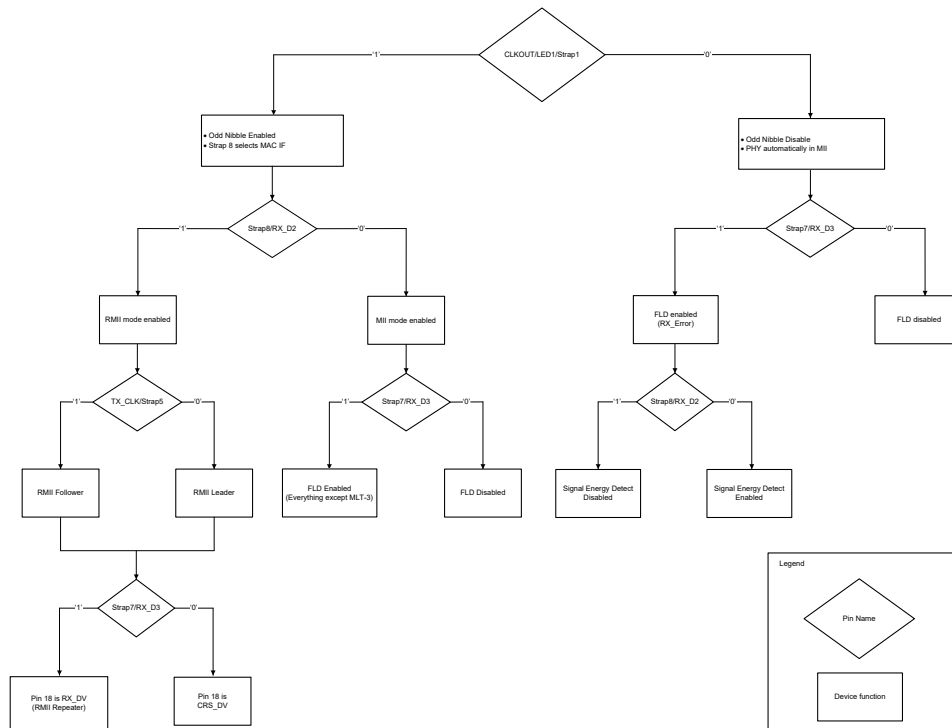 CLKOUT/LED1/Strap1
'1'
'0'
• Odd Nibble Enabled
• Strap 8 selects MAC IF
• Odd Nibble Disable
• PHY automatically in MII
Strap8/RX_D2
'1'
'0'
Strap7/RX_D3
'1'
'0'
RMII mode enabled
MII mode enabled
FLD enabled
(RX_Error)
FLD disabled
TX_CLK/Strap5
'1'
'0'
Strap7/RX_D3
'1'
'0'
Strap8/RX_D2
'1'
'0'
RMII Follower
RMII Leader
FLD Enabled
(Everything except MLT-3)
FLD Disabled
Signal Energy Detect
Disabled
Signal Energy Detect
Enabled
Strap7/RX_D3
'1'
'0'
Pin 18 is RX_DV
(RMII Repeater)
Pin 18 is
CRS_DV
Legend
Pin Name
Device function